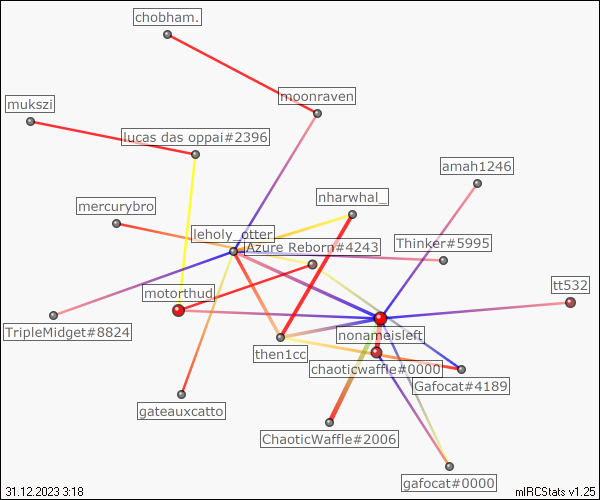 chobham.
moonraven
mukszi
lucas das oppai#2396
amah1246
nharwhal_
mercurybro
leholy_otter
Azure Reborn#4243
Thinker#5995
tt532
motorthud
TripleMidget#8824
nonameisleft
then1cc
chaoticwaffle#0000
Gafocat#4189
gateauxcatto
ChaoticWaffle#2006
gafocat#0000
31.12.2023 3:18
mIRCStats v1.25